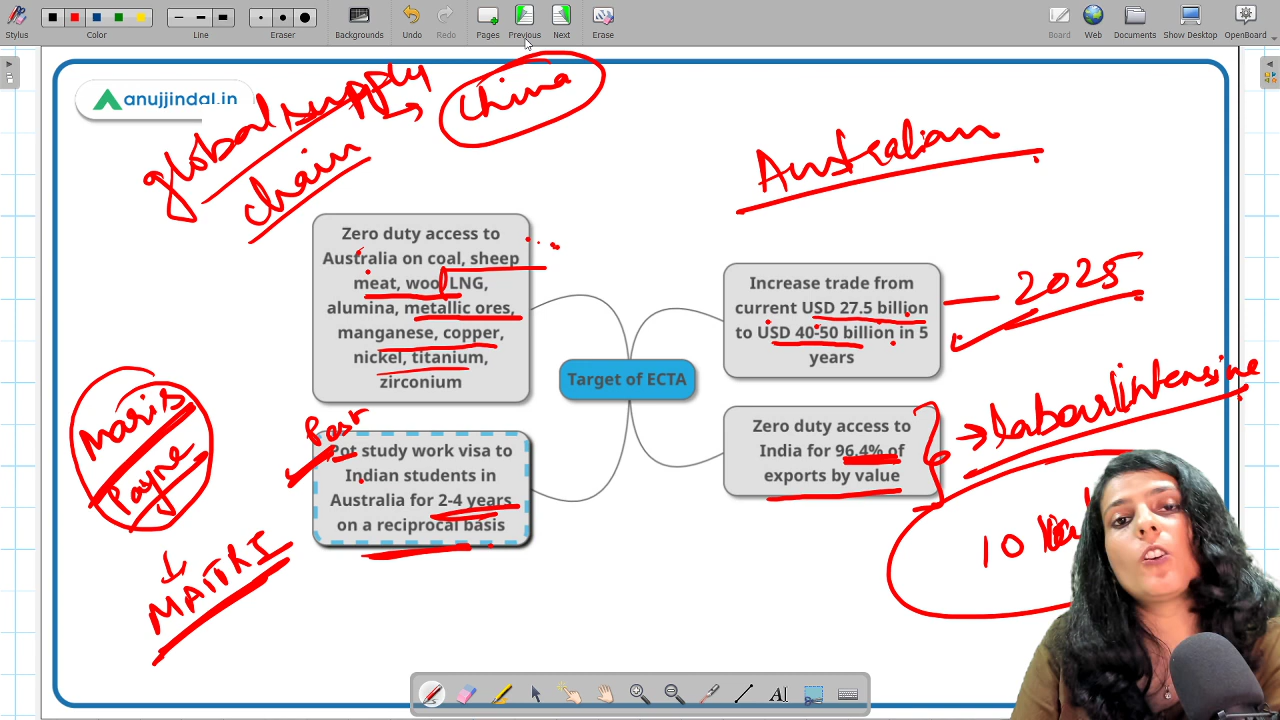 Stylus
Color
Line
Eraser
Backgrounds
Undo
Redo
Pages
Previous
Next
Erase
Board
Web
Documents
Show Desktop
OpenBoard
anujjindal.in
global supply
chain
China
Australian
Zero duty access to
Australia on coal, sheep
meat, wool, LNG,
alumina, metallic ores,
manganese, copper,
nickel, titanium,
zirconium
Increase trade from
current USD 27.5 billion
to USD 40-50 billion in 5
years
2025
Target of ECTA
Zero duty access to
India for 96.4% of
exports by value
labour intensive
10
Post
Pot study work visa to
Indian students in
Australia for 2-4 years
on a reciprocal basis
Maris
Payne
MAITRI